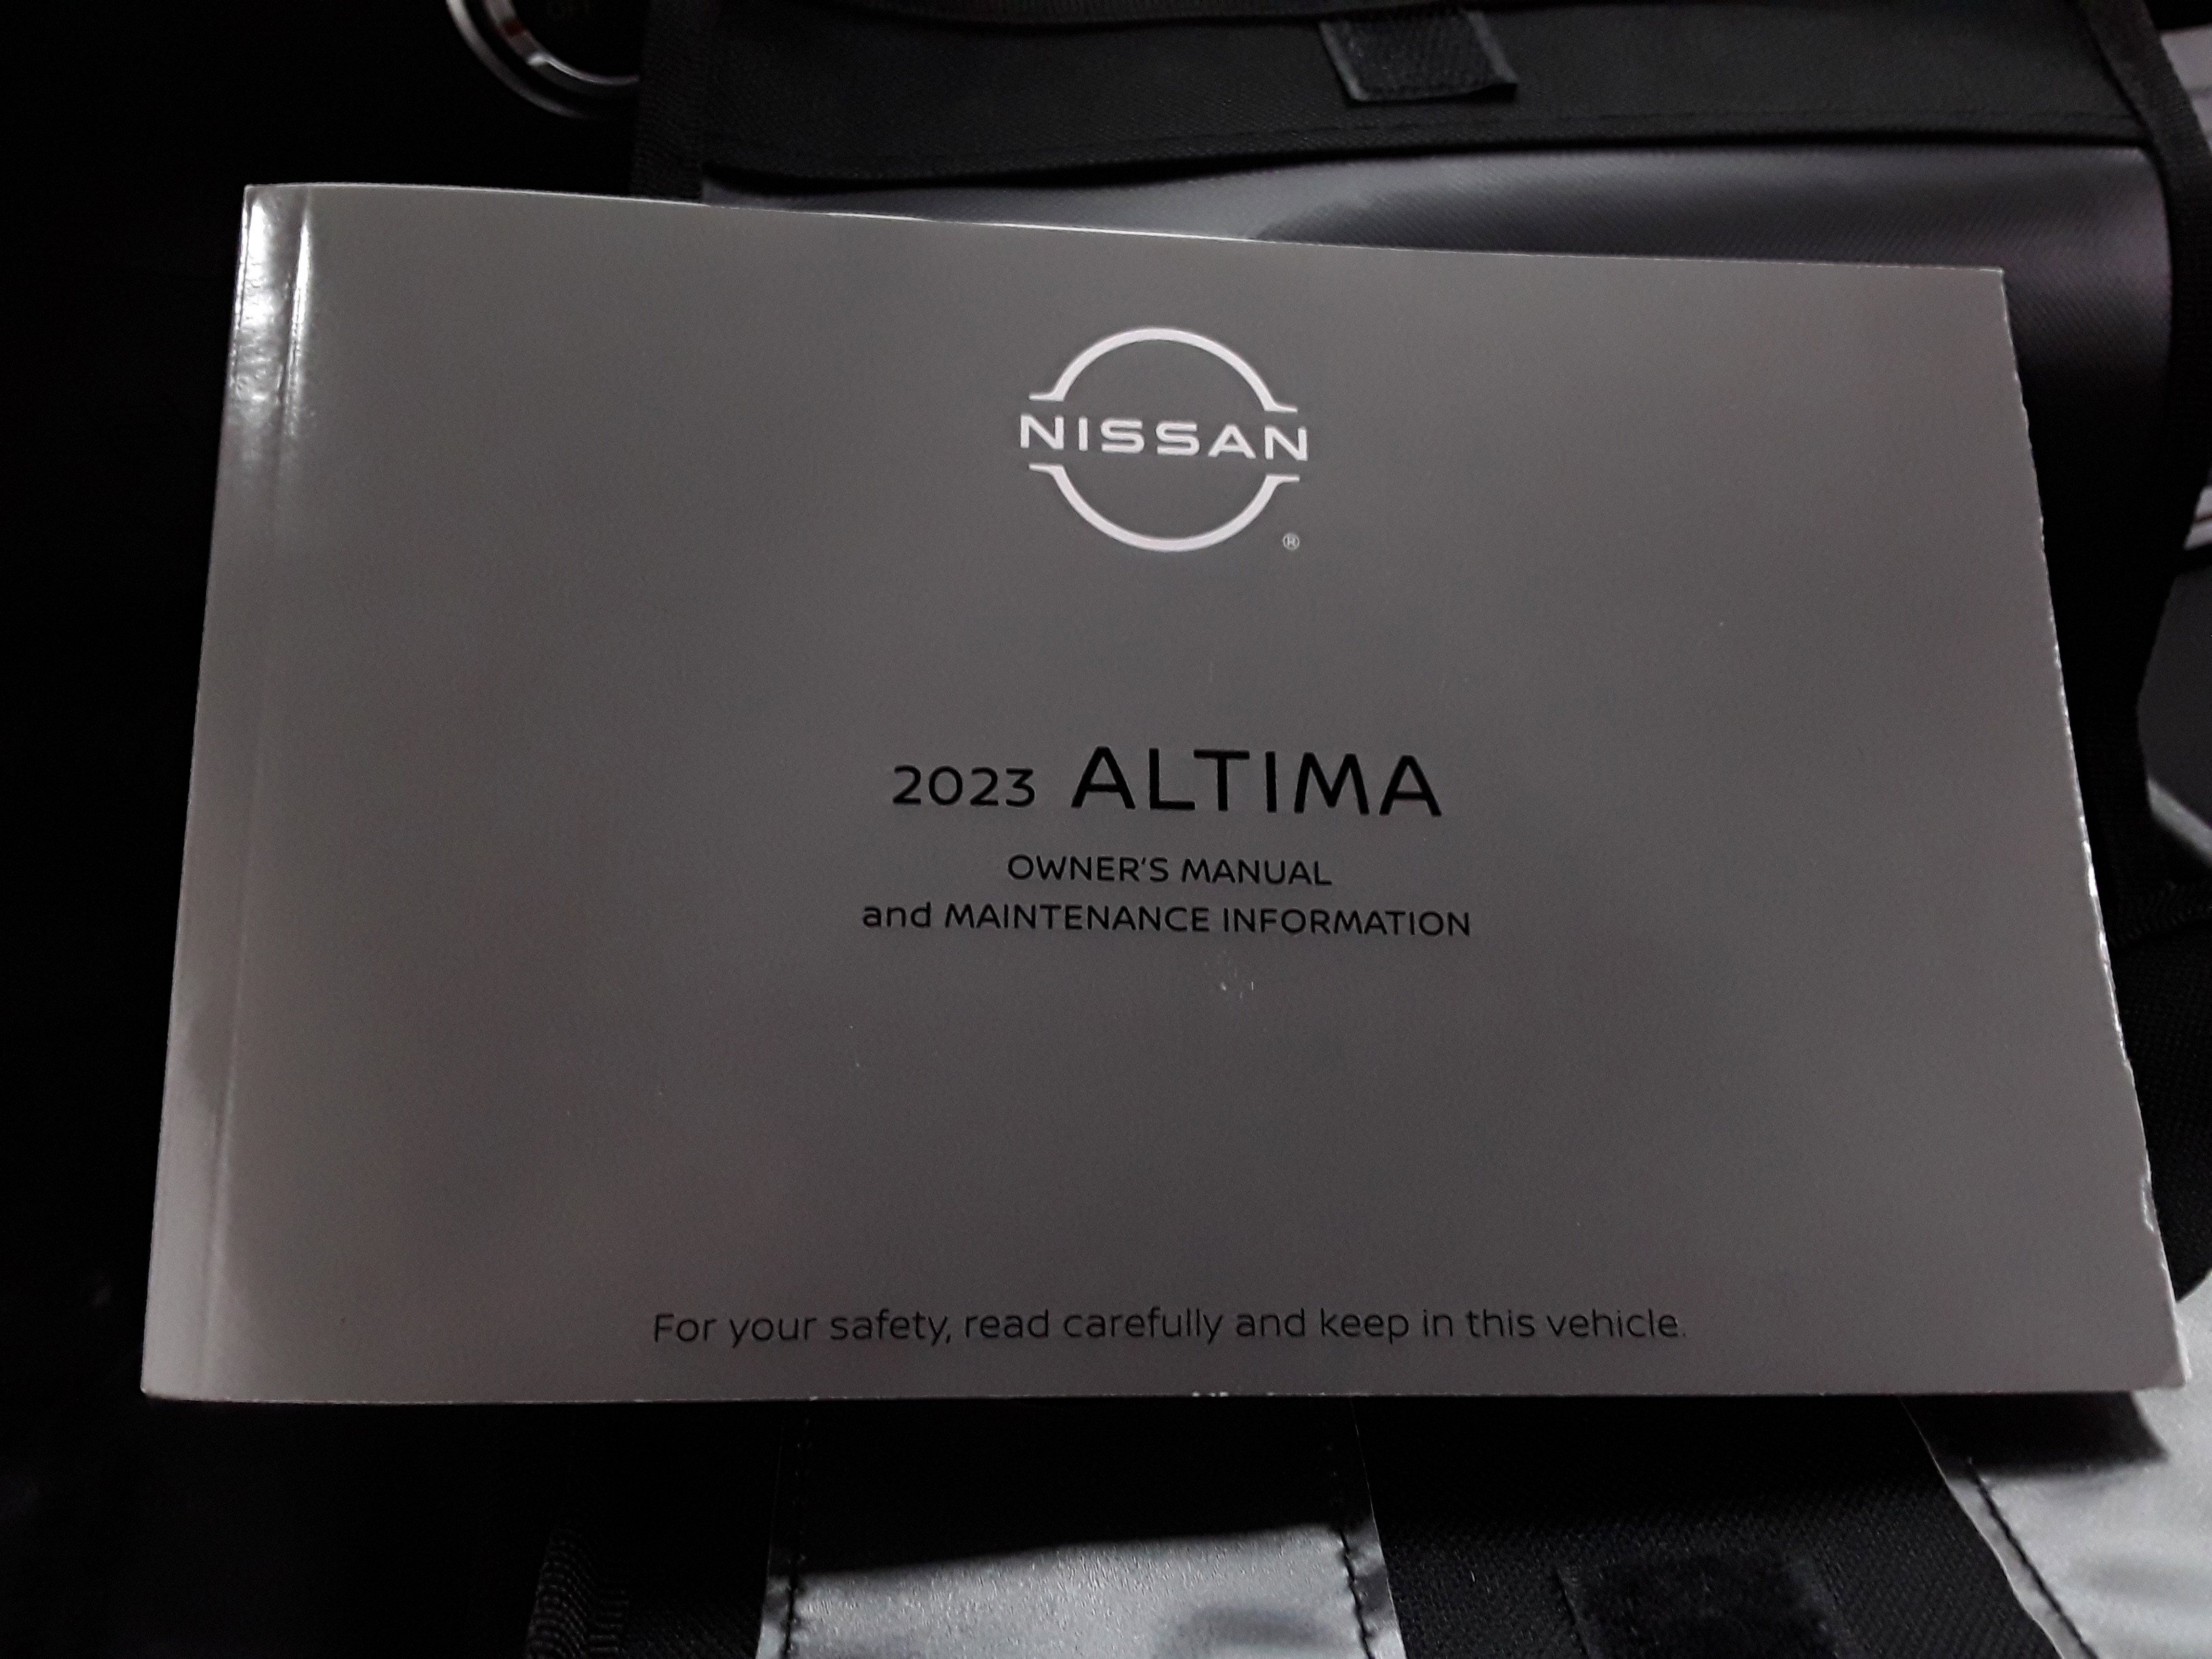 NISSAN
®
2023 ALTIMA
OWNER'S MANUAL
and MAINTENANCE INFORMATION
For your safety, read carefully and keep in this vehicle.